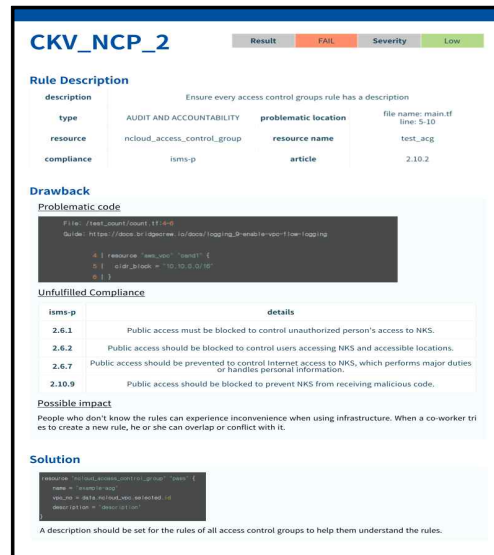 CKV_NCP_2
Result FAIL Severity Low
Rule Description
description Ensure every access control groups rule has a description
type AUDIT AND ACCOUNTABILITY problematic location file name: main.tf
line: 5-10
resource ncloud_access_control_group resource name test_acg
compliance isms-p article 2.10.2
Drawback
Problematic code
File: /test_count/count.tf:4-6
Guide: https://docs.bridgecrew.io/docs/logging_9-enable-vpc-flow-logging
4 | resource "aws_vpc" "cand1" {
5 | cidr_block = "10.10.0.0/16"
6 | }
Unfulfilled Compliance
isms-p details
2.6.1 Public access must be blocked to control unauthorized person's access to NKS.
2.6.2 Public access should be blocked to control users accessing NKS and accessible locations.
2.6.7 Public access should be prevented to control Internet access to NKS, which performs major duties
or handles personal information.
2.10.9 Public access should be blocked to prevent NKS from receiving malicious code.
Possible impact
People who don't know the rules can experience inconvenience when using infrastructure. When a co-worker tri
es to create a new rule, he or she can overlap or conflict with it.
Solution
resource "ncloud_access_control_group" "pass" {
name = "example-acg"
vpc_no = data.ncloud_vpc.selected.id
description = "description"
}
A description should be set for the rules of all access control groups to help them understand the rules.